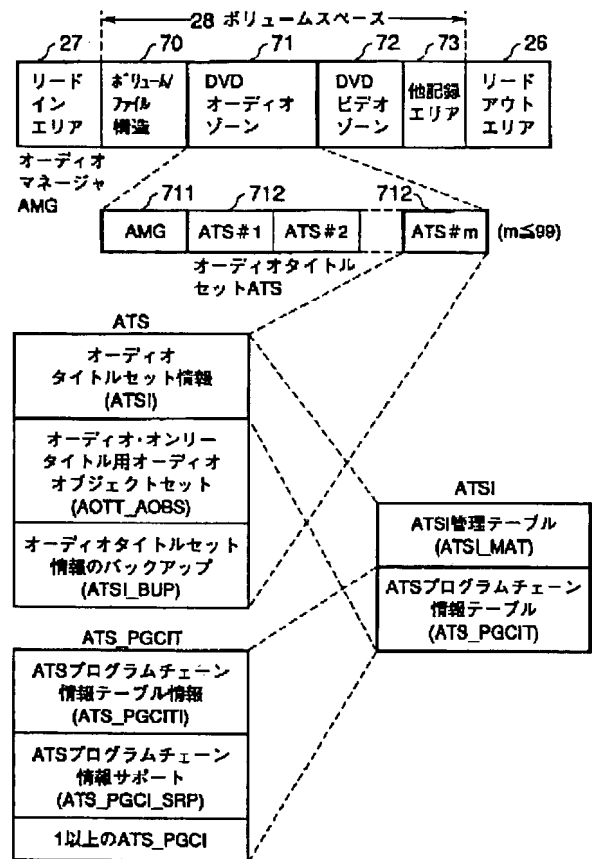 28 ボリュームスペース
27 70 71 72 73 26
リード
イン
エリア
ボリューム/
ファイル
構造
DVD
オーディオ
ゾーン
DVD
ビデオ
ゾーン
他記録
エリア
リード
アウト
エリア
オーディオ
マネージャ
AMG
711 712 712
AMG ATS#1 ATS#2 ATS#m (m≦99)
オーディオタイトル
セットATS
ATS
オーディオ
タイトルセット情報
(ATSI)
オーディオ・オンリー
タイトル用オーディオ
オブジェクトセット
(AOTT_AOBS)
オーディオタイトルセット
情報のバックアップ
(ATSI_BUP)
ATSI
ATSI管理テーブル
(ATSI_MAT)
ATSプログラムチェーン
情報テーブル
(ATS_PGCIT)
ATS_PGCIT
ATSプログラムチェーン
情報テーブル情報
(ATS_PGCITI)
ATSプログラムチェーン
情報サポート
(ATS_PGCI_SRP)
1以上のATS_PGCI